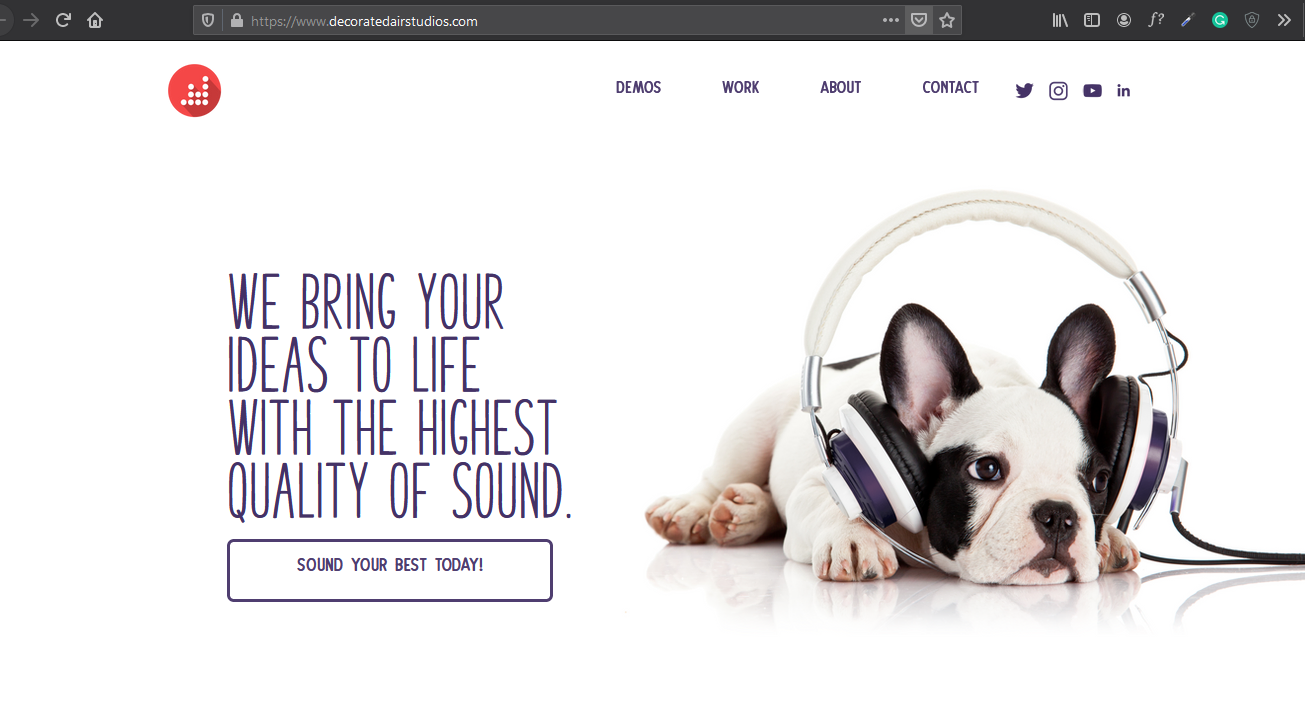 https://www.decoratedairstudios.com
DEMOS WORK ABOUT CONTACT
WE BRING YOUR
IDEAS TO LIFE
WITH THE HIGHEST
QUALITY OF SOUND.
SOUND YOUR BEST TODAY!